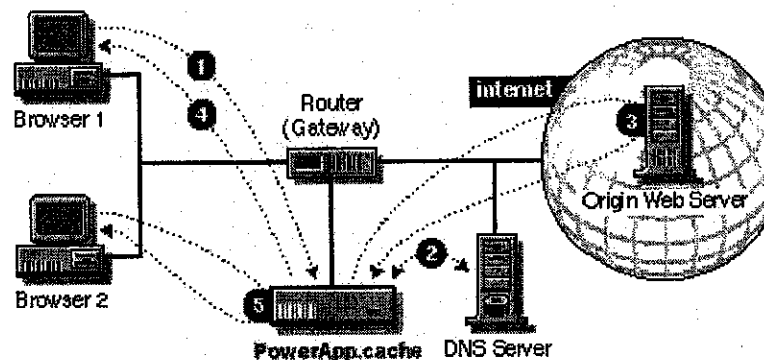 1
Browser 1
4
Router
(Gateway)
internet
3
Origin Web Server
2
Browser 2
5
PowerApp.cache
DNS Server